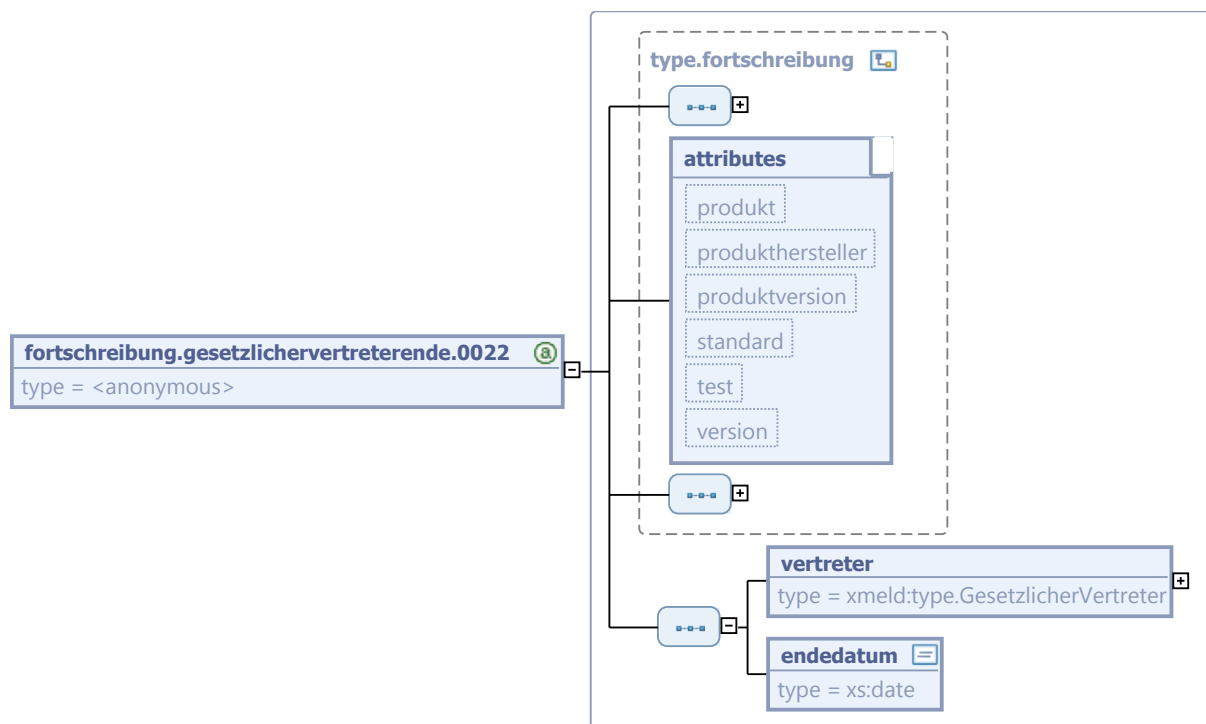 type.fortschreibung
attributes
produkt
produkthersteller
produktversion
standard
test
version
fortschreibung.gesetzlichervertreterende.0022
type = <anonymous>
vertreter
type = xmeld:type.GesetzlicherVertreter
endedatum
type = xs:date